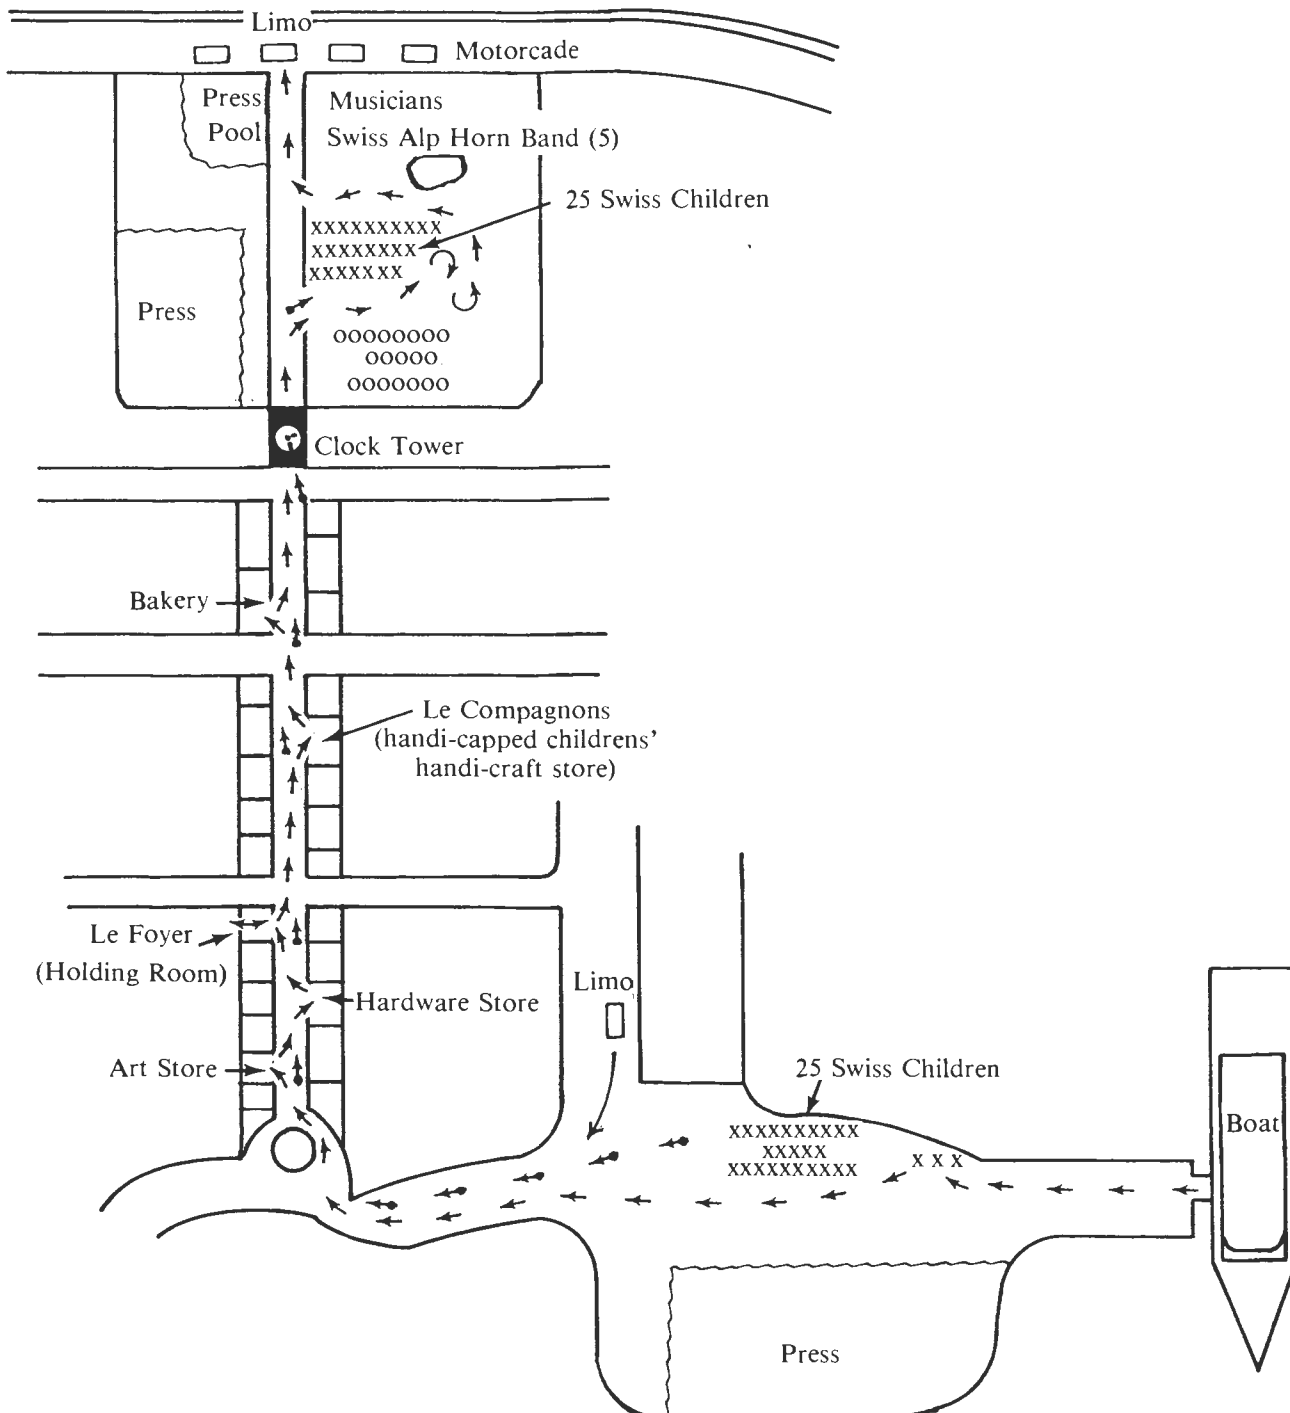 Limo
Motorcade
Press
Pool
Musicians
Swiss Alp Horn Band (5)
25 Swiss Children
xxxxxxxxxx
xxxxxxxx
xxxxxxx
Press
oooooooo
ooooo
ooooooo
Clock Tower
Bakery
Le Compagnons
(handi-capped childrens'
handi-craft store)
Le Foyer
(Holding Room)
Limo
Hardware Store
Art Store
25 Swiss Children
xxxxxxxxxx
xxxxx
xxxxxxxxxx
x x x
Boat
Press